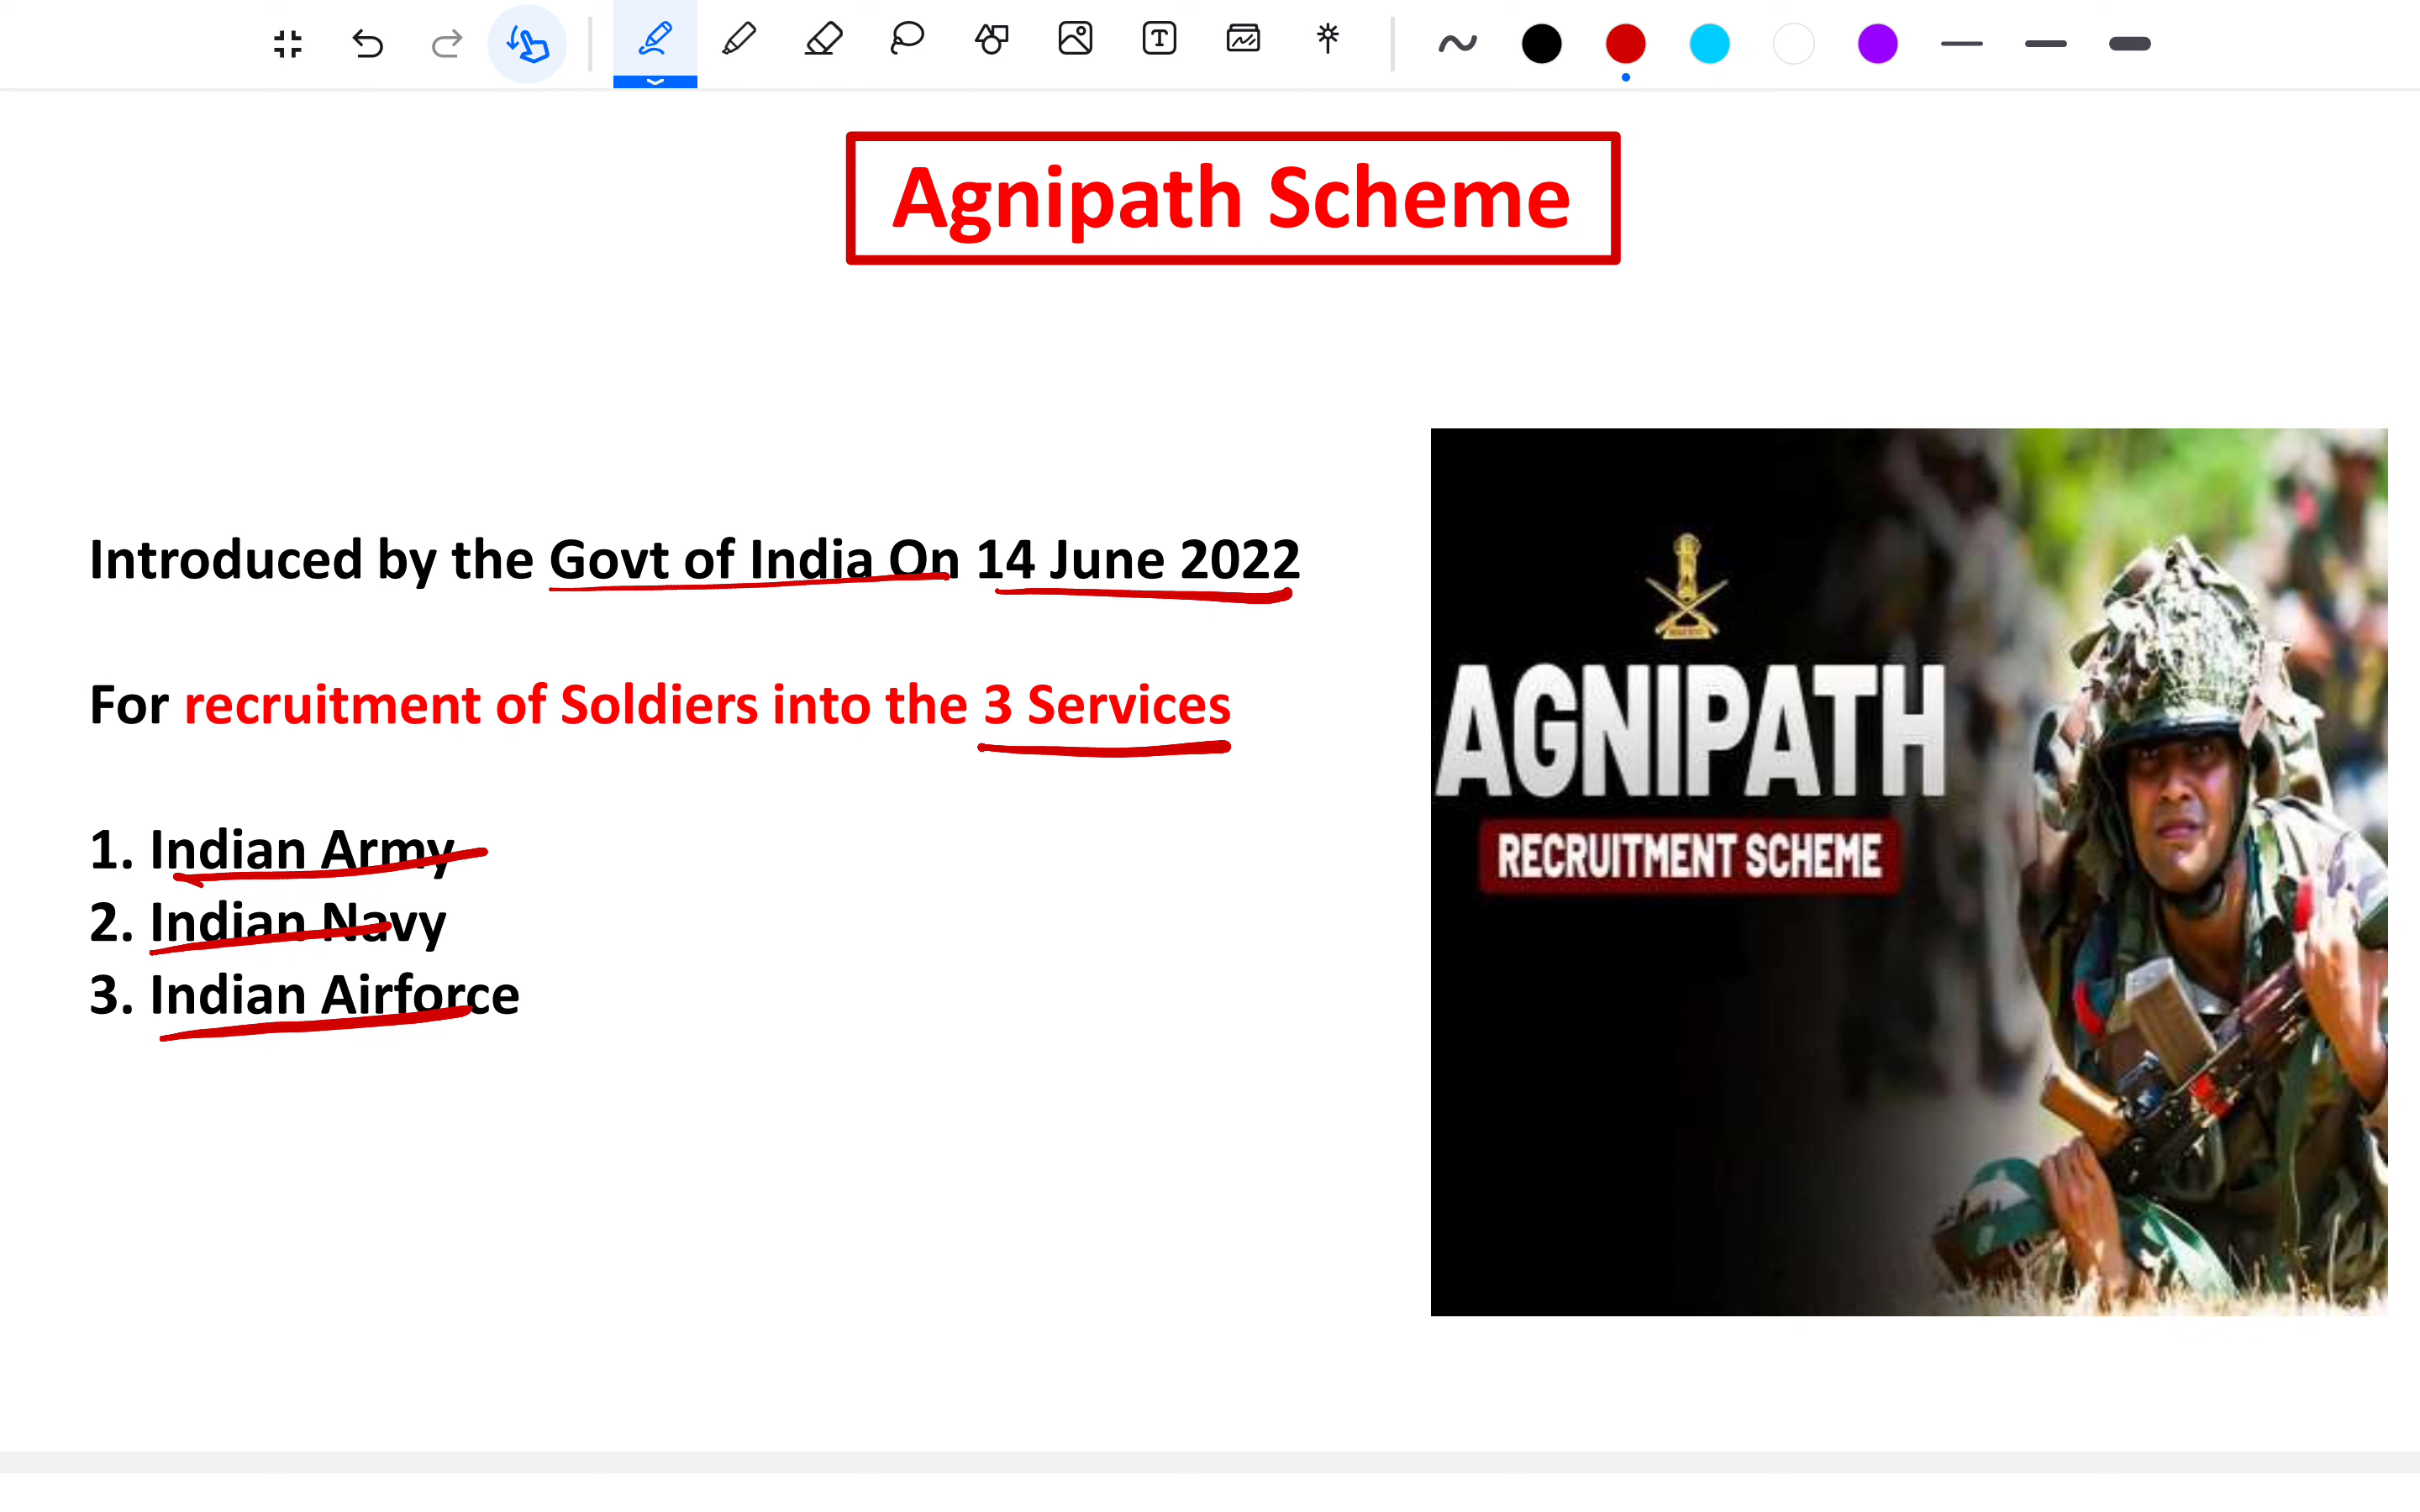 Agnipath Scheme
Introduced by the Govt of India On 14 June 2022
For recruitment of Soldiers into the 3 Services
1. Indian Army
2. Indian Navy
3. Indian Airforce
AGNIPATH
RECRUITMENT SCHEME